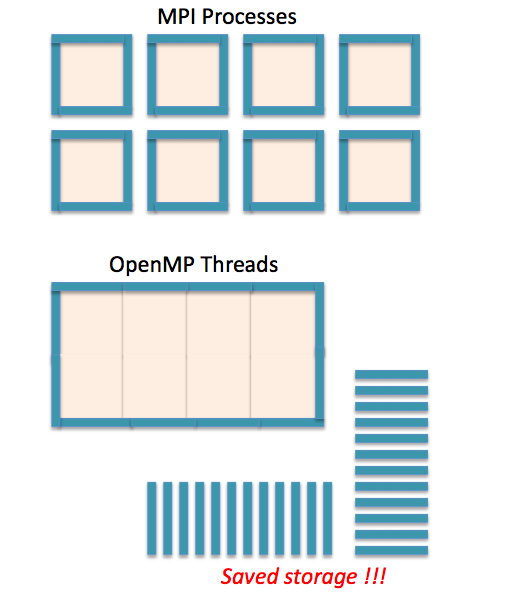 MPI Processes
OpenMP Threads
Saved storage !!!